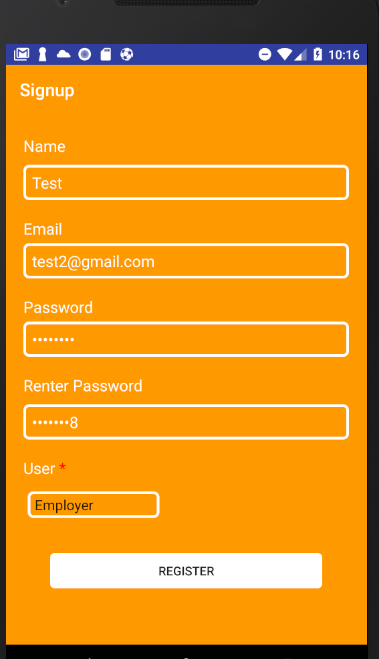 10:16
Signup
Name
Test
Email
test2@gmail.com
Password
••••••••
Renter Password
•••••••8
User *
Employer
REGISTER